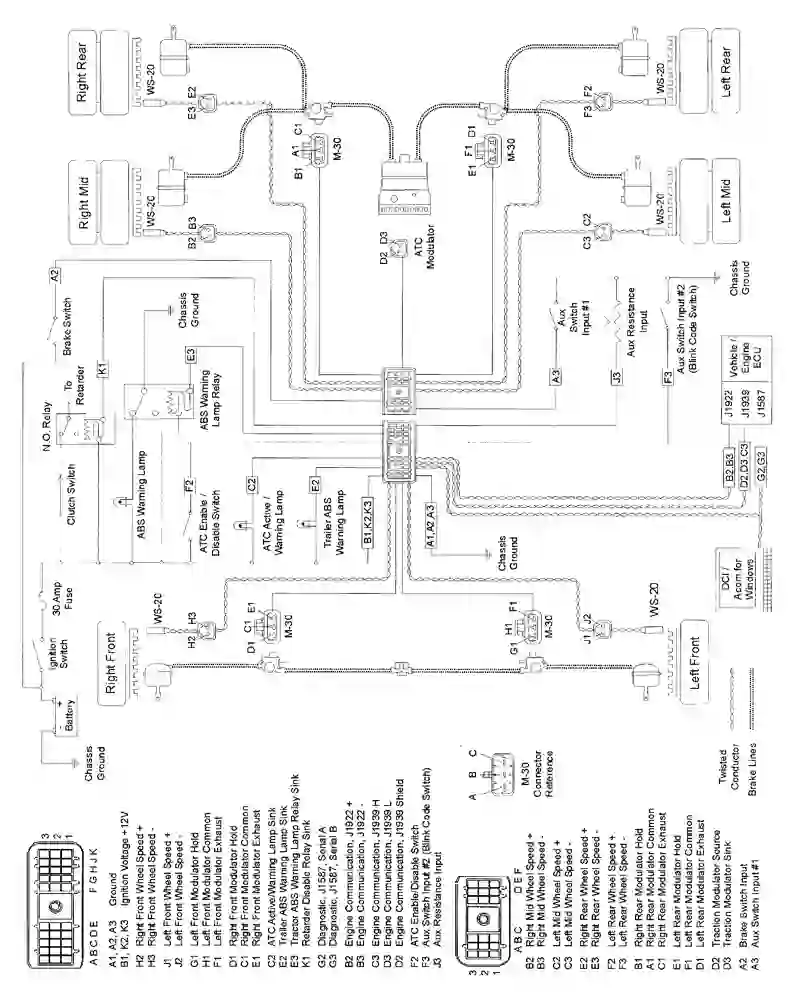 3
2
1
A B C D E
F G H J K
A1, A2, A3 Ground
B1, K2, K3 Ignition Voltage +12V
H2 Right Front Wheel Speed +
H3 Right Front Wheel Speed -
J1 Left Front Wheel Speed +
J2 Left Front Wheel Speed -
G1 Left Front Modulator Hold
H1 Left Front Modulator Common
F1 Left Front Modulator Exhaust
D1 Right Front Modulator Hold
C1 Right Front Modulator Common
E1 Right Front Modulator Exhaust
C2 ATC Active/Warning Lamp Sink
E2 Trailer ABS Warning Lamp Sink
E3 Tractor ABS Warning Lamp Relay Sink
K1 Retarder Disable Relay Sink
G2 Diagnostic, J1587, Serial A
G3 Diagnostic, J1587, Serial B
B2 Engine Communication, J1922 +
B3 Engine Communication, J1922 -
C3 Engine Communication, J1939 H
D3 Engine Communication, J1939 L
D2 Engine Communication, J1939 Shield
F2 ATC Enable/Disable Switch
F3 Aux Switch Input #2 (Blink Code Switch)
J3 Aux Resistance Input
3
2
1
A B C
D E F
B2 Right Mid Wheel Speed +
B3 Right Mid Wheel Speed -
C2 Left Mid Wheel Speed +
C3 Left Mid Wheel Speed -
E2 Right Rear Wheel Speed +
E3 Right Rear Wheel Speed -
F2 Left Rear Wheel Speed +
F3 Left Rear Wheel Speed -
B1 Right Rear Modulator Hold
A1 Right Rear Modulator Common
C1 Right Rear Modulator Exhaust
E1 Left Rear Modulator Hold
F1 Left Rear Modulator Common
D1 Left Rear Modulator Exhaust
D2 Traction Modulator Source
D3 Traction Modulator Sink
A2 Brake Switch Input
A3 Aux Switch Input #1
Chassis
Ground
+
-
Battery
Ignition
Switch
30 Amp
Fuse
Clutch Switch
N.O. Relay
To
Retarder
Brake Switch
A2
K1
Chassis
Ground
ABS Warning Lamp
ABS Warning
Lamp Relay
E3
ATC Enable /
Disable Switch
F2
ATC Active /
Warning Lamp
C2
Trailer ABS
Warning Lamp
E2
B1,K2,K3
A1,A2,A3
Chassis
Ground
Right Front
WS-20
H2
H3
D1
C1
E1
M-30
G1
H1
F1
M-30
J1
J2
WS-20
Left Front
A
B
C
M-30
Connector
Reference
Twisted
Conductor
Brake Lines
DCI /
Acom for
Windows
B2,B3
D2,D3,C3
G2,G3
J1922
J1939
J1587
Vehicle /
Engine
ECU
A3
Aux
Switch
Input #1
J3
Aux Resistance
Input
F3
Aux Switch Input #2
(Blink Code Switch)
Chassis
Ground
Right Mid
WS-20
B2
B3
Right Rear
WS-20
E3
E2
B1
A1
C1
M-30
D2
D3
ATC
Modulator
E1
F1
D1
M-30
Left Mid
WS-20
C3
C2
Left Rear
WS-20
F3
F2